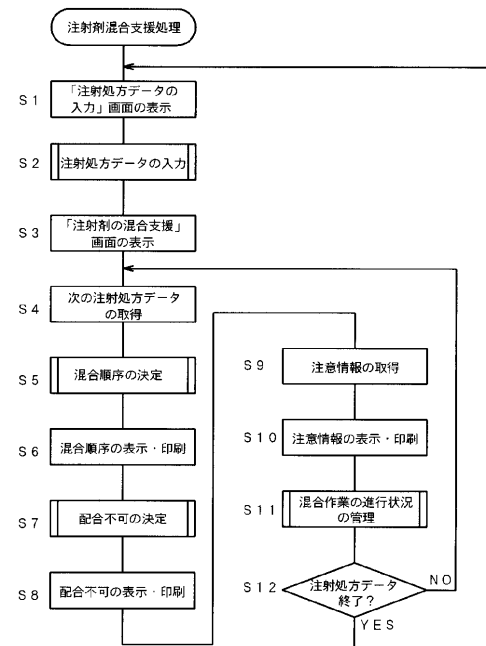 注射剤混合支援処理
S1
「注射処方データの
入力」画面の表示
S2
注射処方データの入力
S3
「注射剤の混合支援」
画面の表示
S4
次の注射処方データ
の取得
S5
混合順序の決定
S6
混合順序の表示・印刷
S7
配合不可の決定
S8
配合不可の表示・印刷
S9
注意情報の取得
S10
注意情報の表示・印刷
S11
混合作業の進行状況
の管理
S12
注射処方データ
終了？
NO
YES